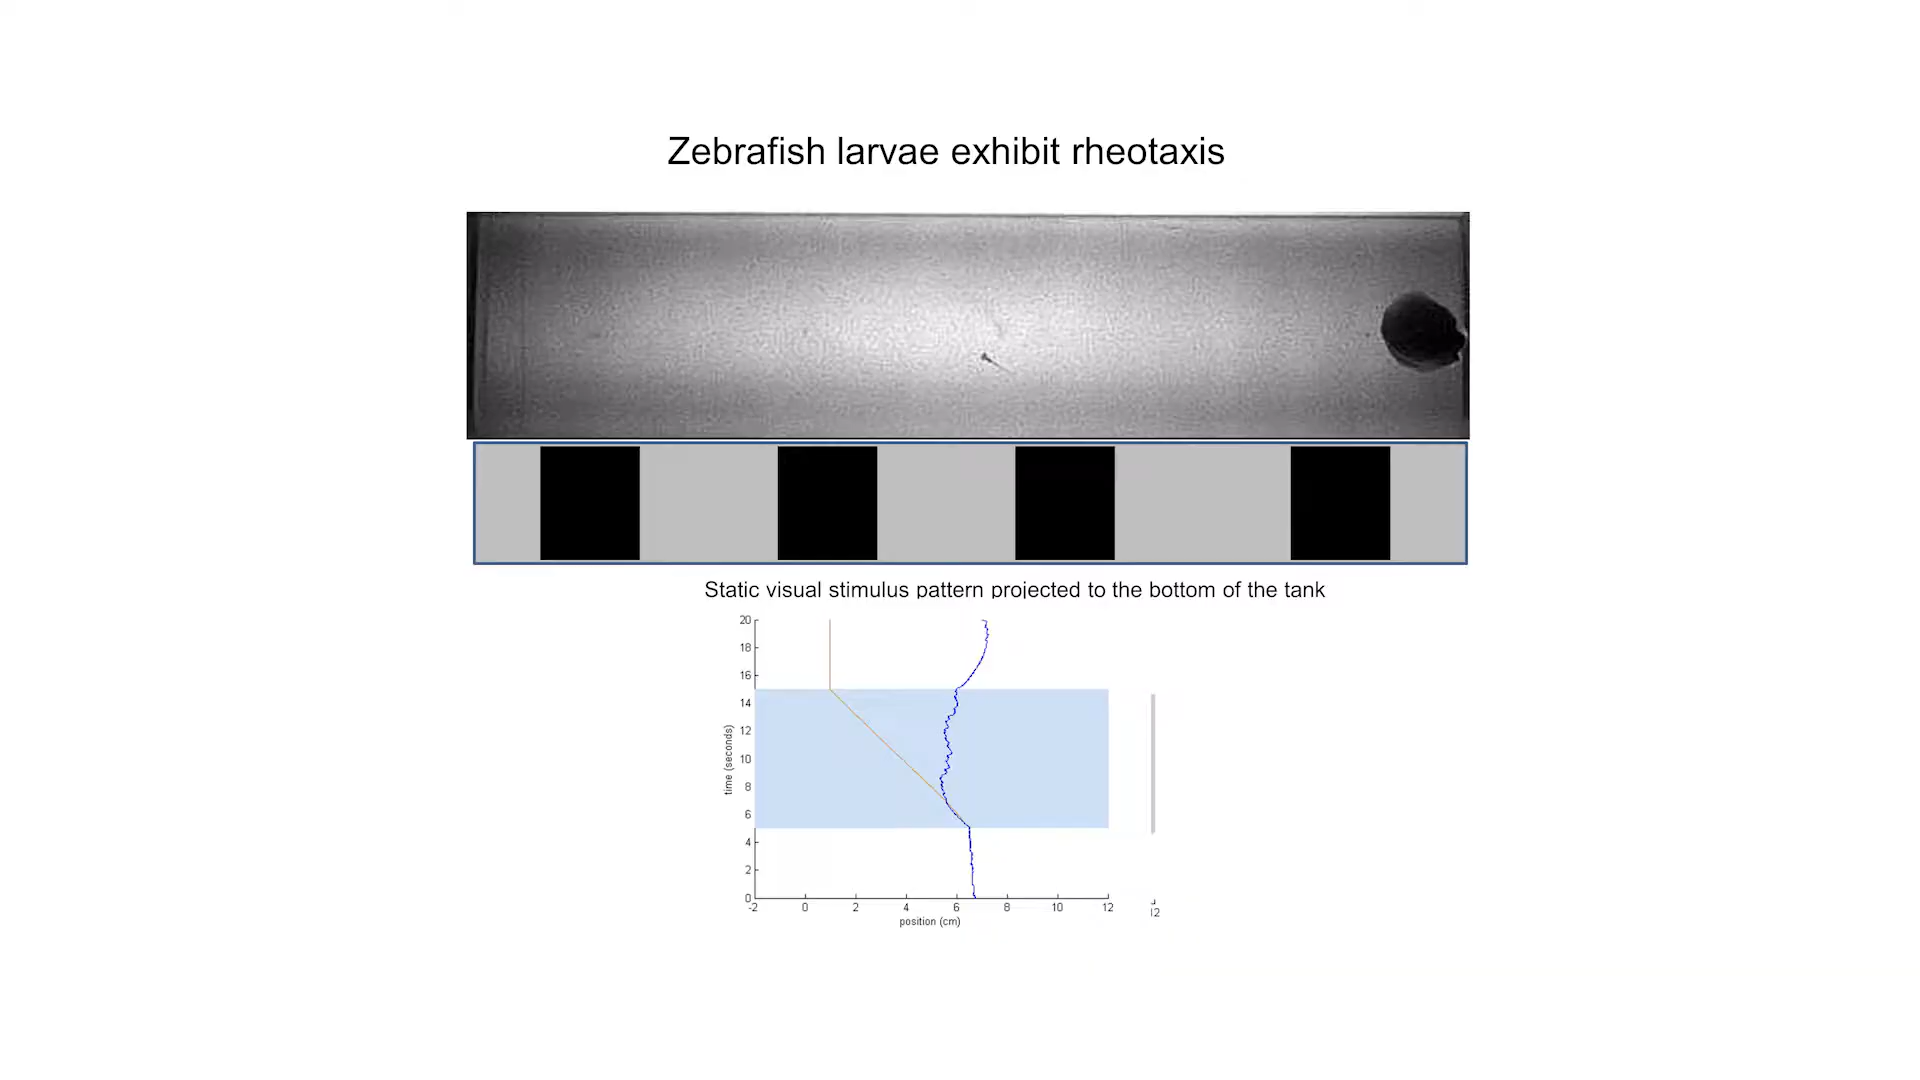 Zebrafish larvae exhibit rheotaxis
Static visual stimulus pattern projected to the bottom of the tank
20
18
16
14
12
10
8
6
4
2
0
time (seconds)
-2 0 2 4 6 8 10 12
12
position (cm)